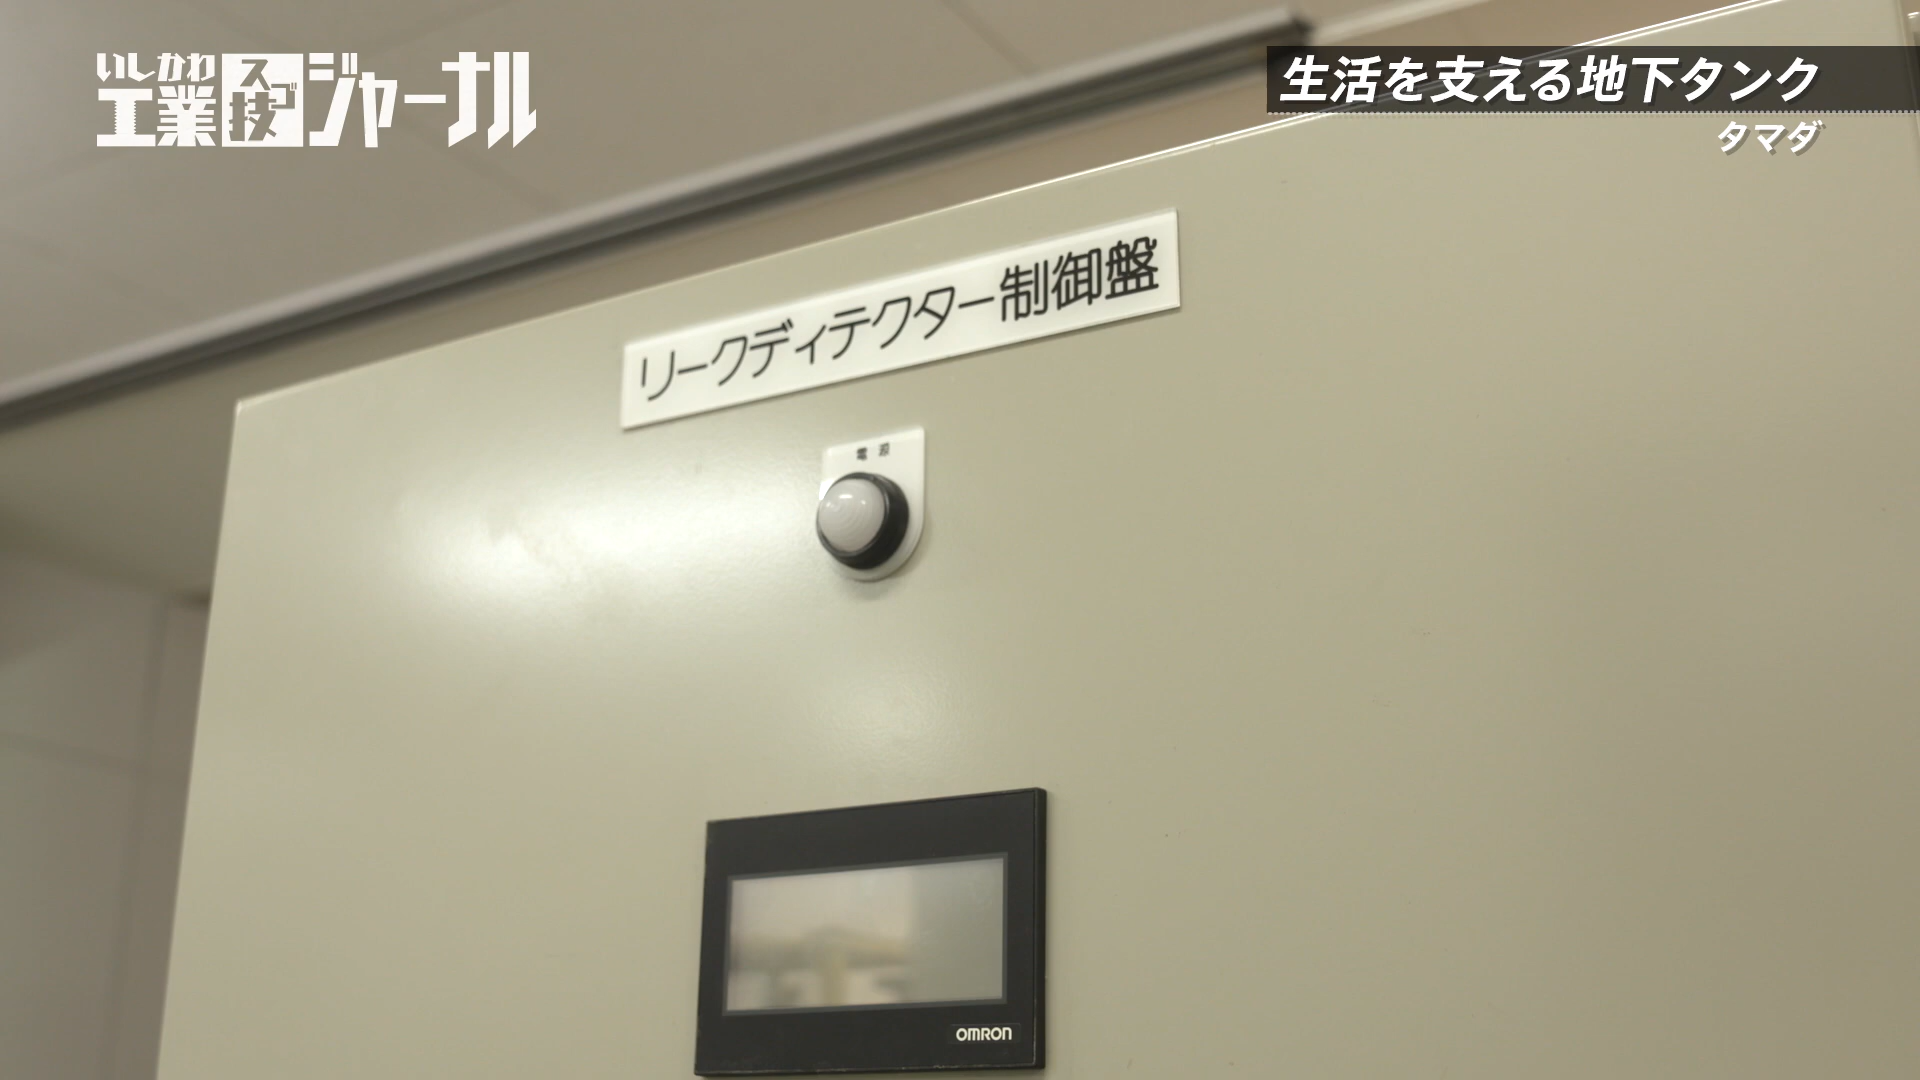 いしかわ
工業スゴ技ジャーナル
生活を支える地下タンク
タマダ
リークディテクター制御盤
電源
OMRON